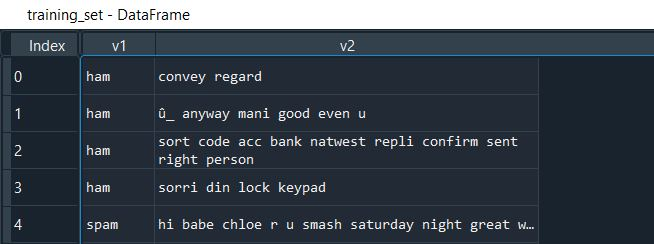 training_set - DataFrame
Index v1 v2
0 ham convey regard
1 ham û_ anyway mani good even u
2 ham sort code acc bank natwest repli confirm sent
right person
3 ham sorri din lock keypad
4 spam hi babe chloe r u smash saturday night great w…